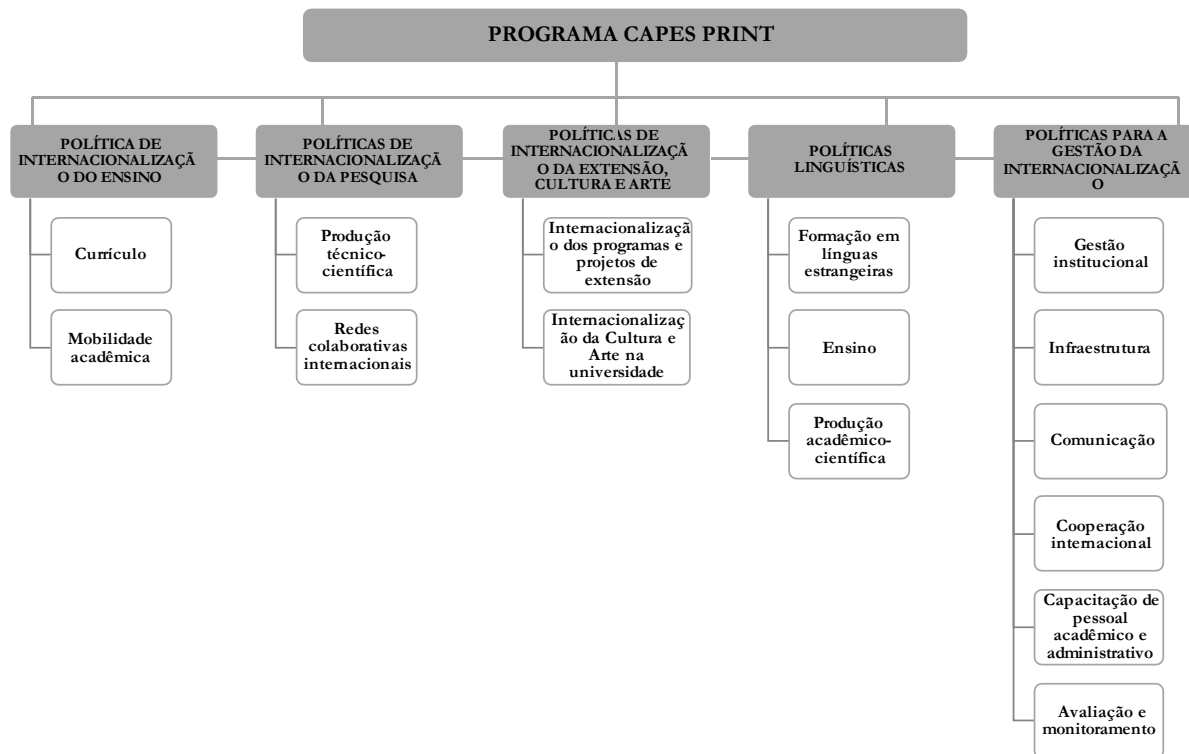 PROGRAMA CAPES PRINT
POLÍTICA DE
INTERNACIONALIZAÇÃ
O DO ENSINO
Currículo
Mobilidade
acadêmica
POLÍTICAS DE
INTERNACIONALIZAÇÃ
O DA PESQUISA
Produção
técnico-
científica
Redes
colaborativas
internacionais
POLÍTICAS DE
INTERNACIONALIZAÇÃ
O DA EXTENSÃO,
CULTURA E ARTE
Internacionalizaçã
o dos programas e
projetos de
extensão
Internacionalizaç
ão da Cultura e
Arte na
universidade
POLÍTICAS
LINGUÍSTICAS
Formação em
línguas
estrangeiras
Ensino
Produção
acadêmico-
científica
POLÍTICAS PARA A
GESTÃO DA
INTERNACIONALIZAÇÃ
O
Gestão
institucional
Infraestrutura
Comunicação
Cooperação
internacional
Capacitação de
pessoal
acadêmico e
administrativo
Avaliação e
monitoramento